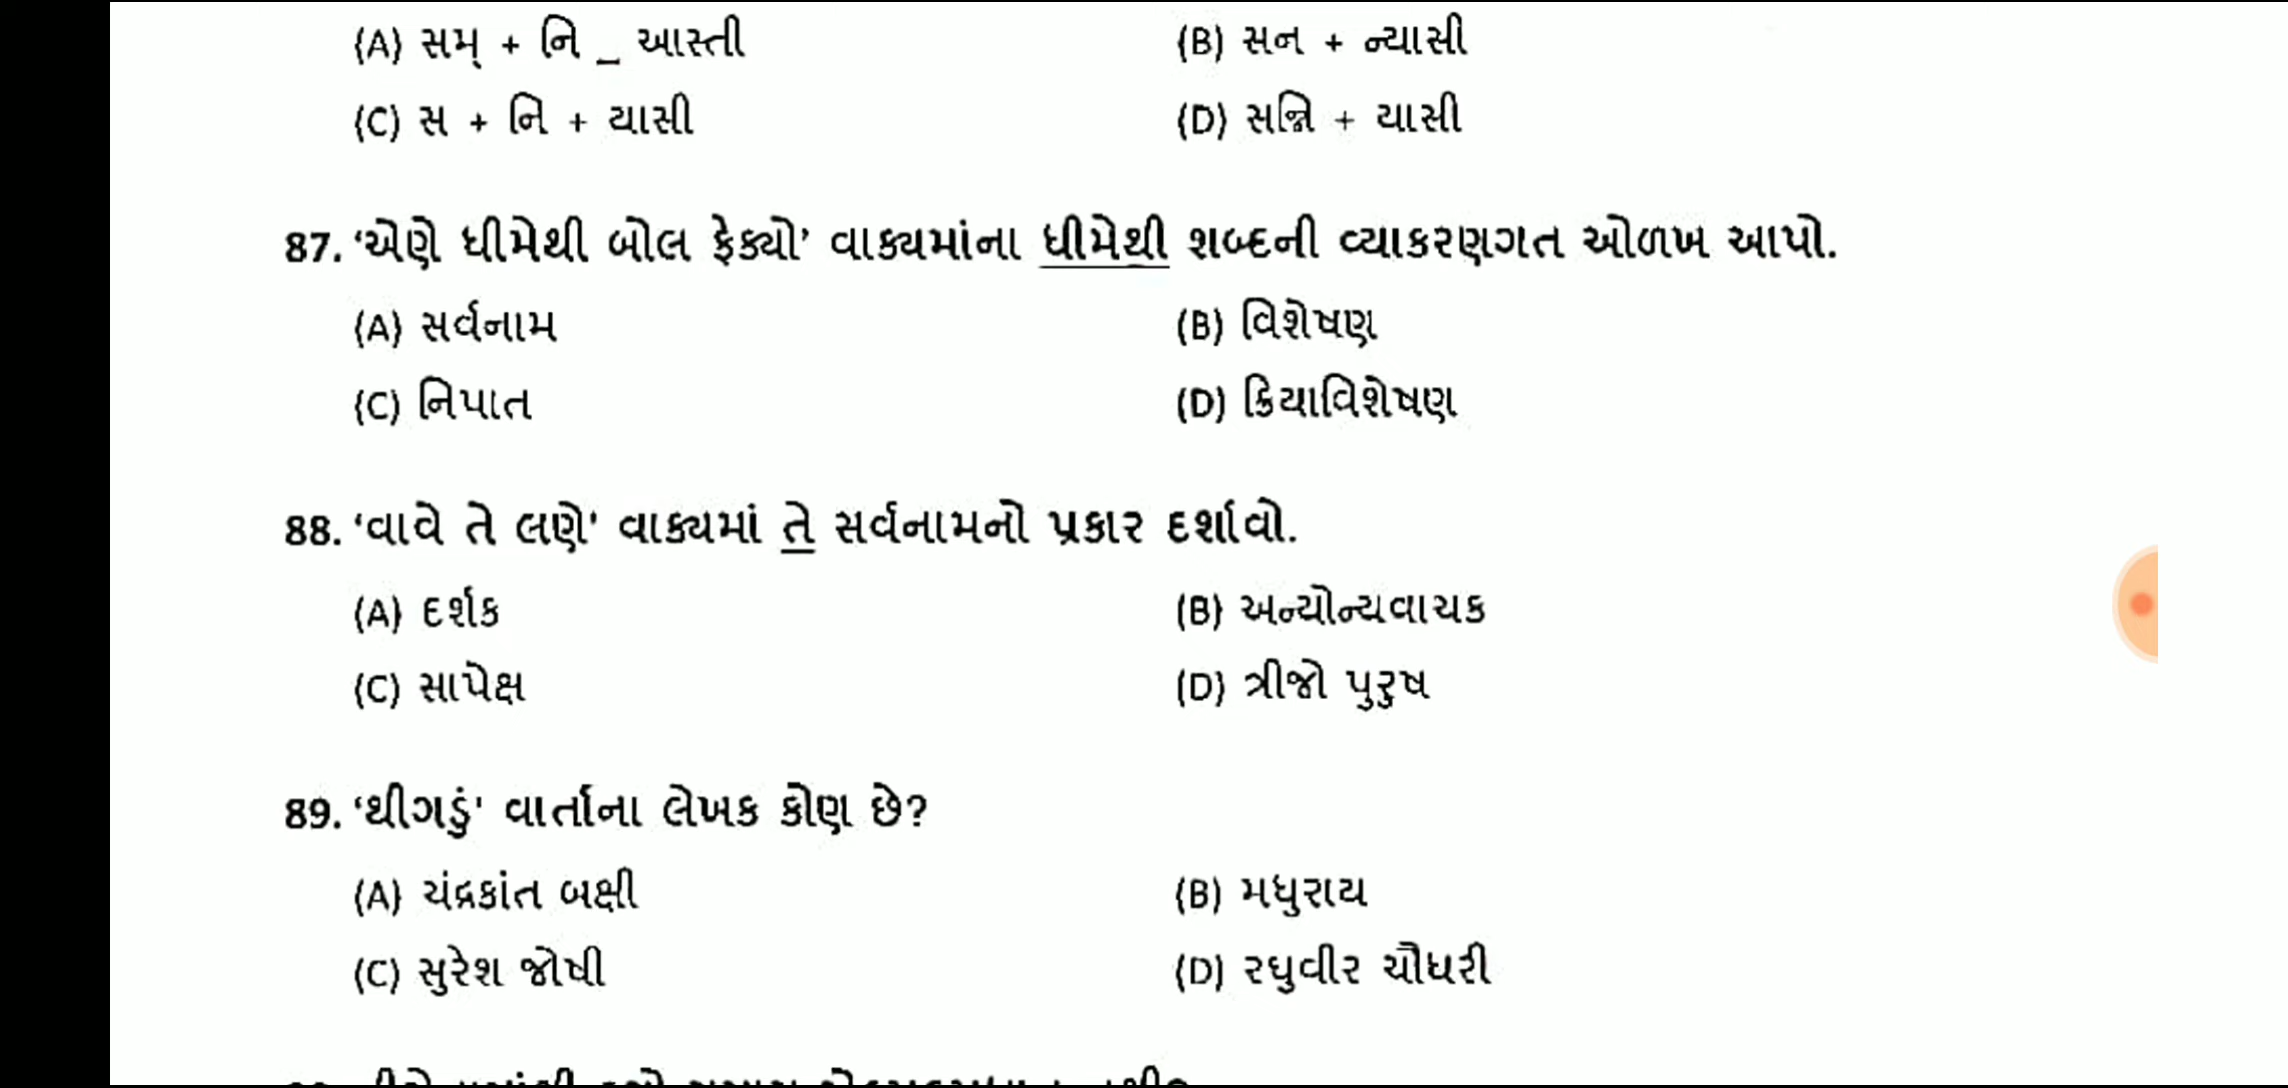 (A) સમ્ + નિ _ આસ્તી
(B) સન + ન્યાસી
(C) સ + નિ + યાસી
(D) સન્નિ + યાસી
87. ‘એણે ધીમેથી બોલ ફેંક્યો’ વાક્યમાંના ધીમેથી શબ્દની વ્યાકરણગત ઓળખ આપો.
(A) સર્વનામ
(B) વિશેષણ
(C) નિપાત
(D) ક્રિયાવિશેષણ
88. ‘વાવે તે લણે' વાક્યમાં તે સર્વનામનો પ્રકાર દર્શાવો.
(A) દર્શક
(B) અન્યોન્યવાચક
(C) સાપેક્ષ
(D) ત્રીજો પુરુષ
89. ‘થીગડું' વાર્તાના લેખક કોણ છે?
(A) ચંદ્રકાંત બક્ષી
(B) મધુરાય
(C) સુરેશ જોષી
(D) રઘુવીર ચૌધરી